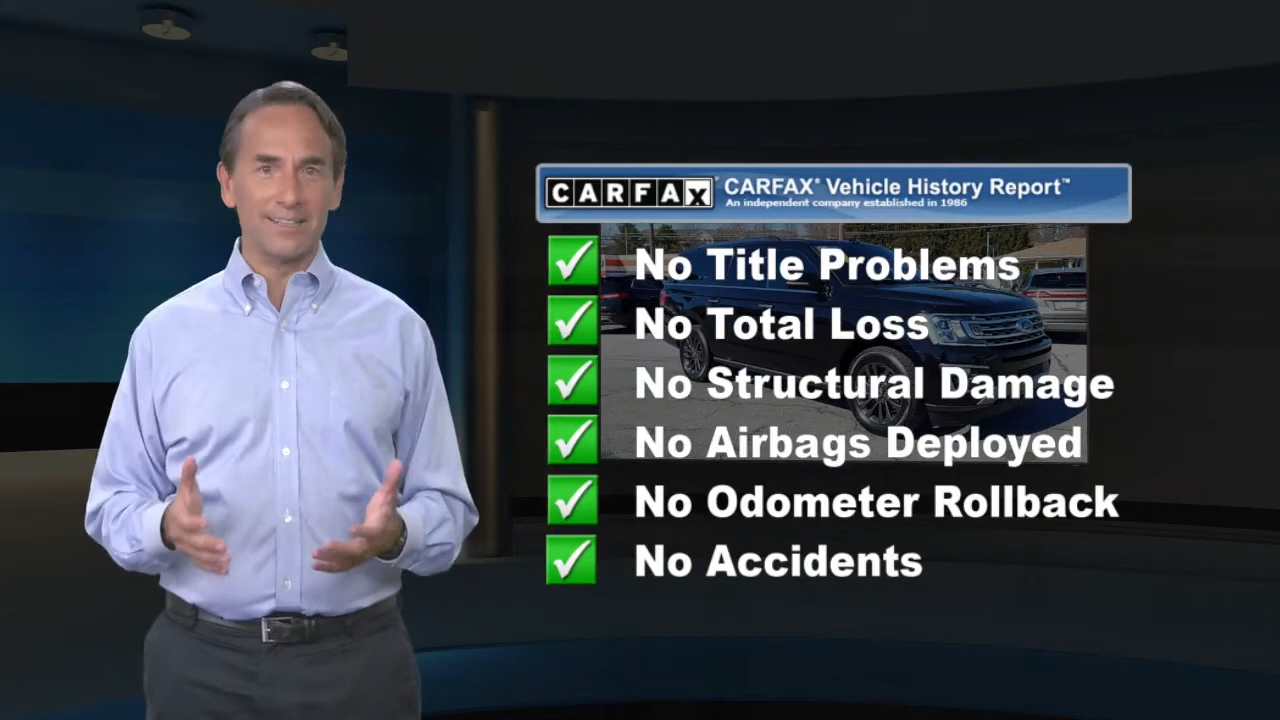 CARFAX® CARFAX® Vehicle History Report™
An independent company established in 1986
No Title Problems
No Total Loss
No Structural Damage
No Airbags Deployed
No Odometer Rollback
No Accidents